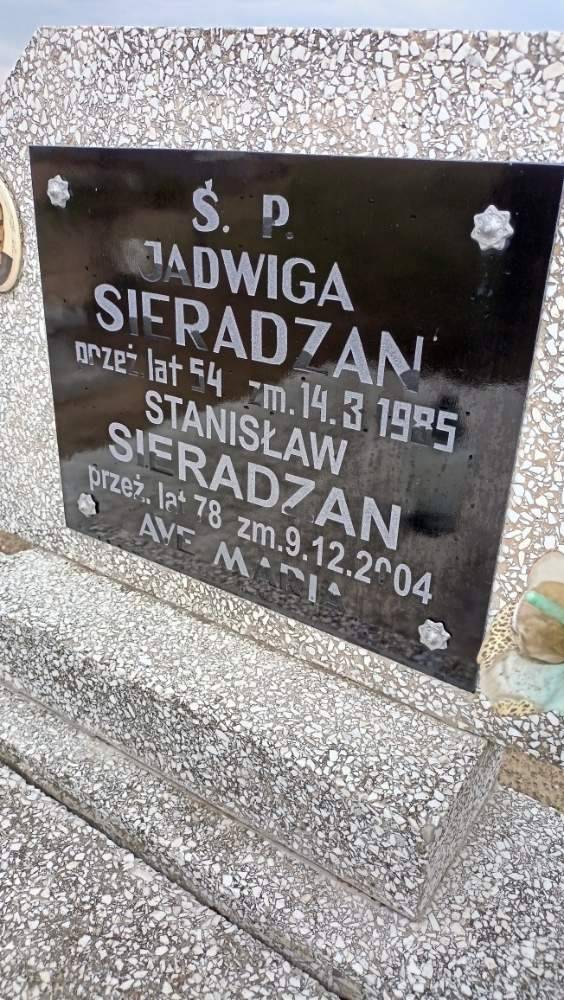 Ś. P.
JADWIGA
SIERADZAN
przeż. lat 54 zm. 14.3 1985
STANISŁAW
SIERADZAN
przeż. lat 78 zm. 9.12.2004
AVE MARIA